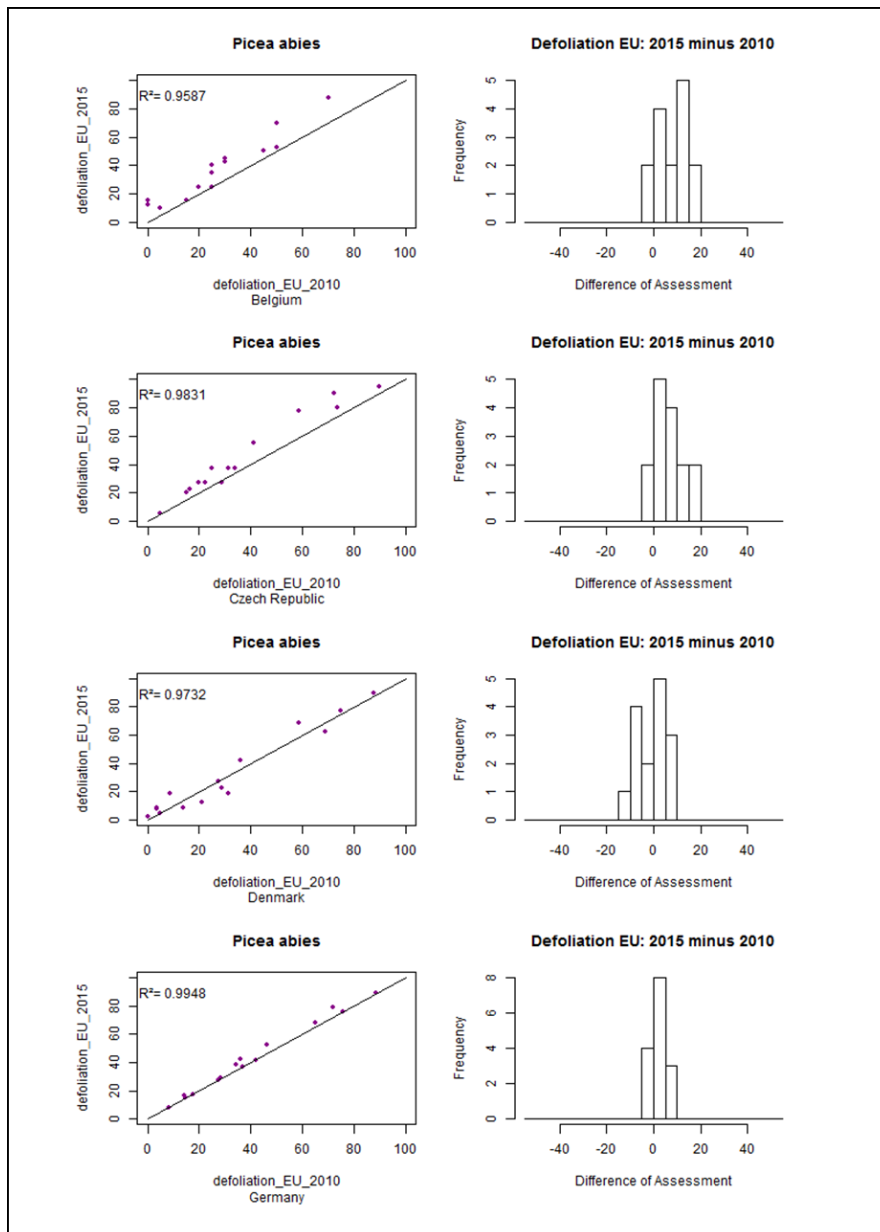 Picea abies
Defoliation EU: 2015 minus 2010
R²= 0.9587
defoliation_EU_2015
0 20 40 60 80
0 20 40 60 80 100
defoliation_EU_2010
Belgium
Frequency
0 1 2 3 4 5
-40 -20 0 20 40
Difference of Assessment
Picea abies
Defoliation EU: 2015 minus 2010
R²= 0.9831
defoliation_EU_2015
0 20 40 60 80
0 20 40 60 80 100
defoliation_EU_2010
Czech Republic
Frequency
0 1 2 3 4 5
-40 -20 0 20 40
Difference of Assessment
Picea abies
Defoliation EU: 2015 minus 2010
R²= 0.9732
defoliation_EU_2015
0 20 40 60 80
0 20 40 60 80 100
defoliation_EU_2010
Denmark
Frequency
0 1 2 3 4 5
-40 -20 0 20 40
Difference of Assessment
Picea abies
Defoliation EU: 2015 minus 2010
R²= 0.9948
defoliation_EU_2015
0 20 40 60 80
0 20 40 60 80 100
defoliation_EU_2010
Germany
Frequency
0 2 4 6 8
-40 -20 0 20 40
Difference of Assessment